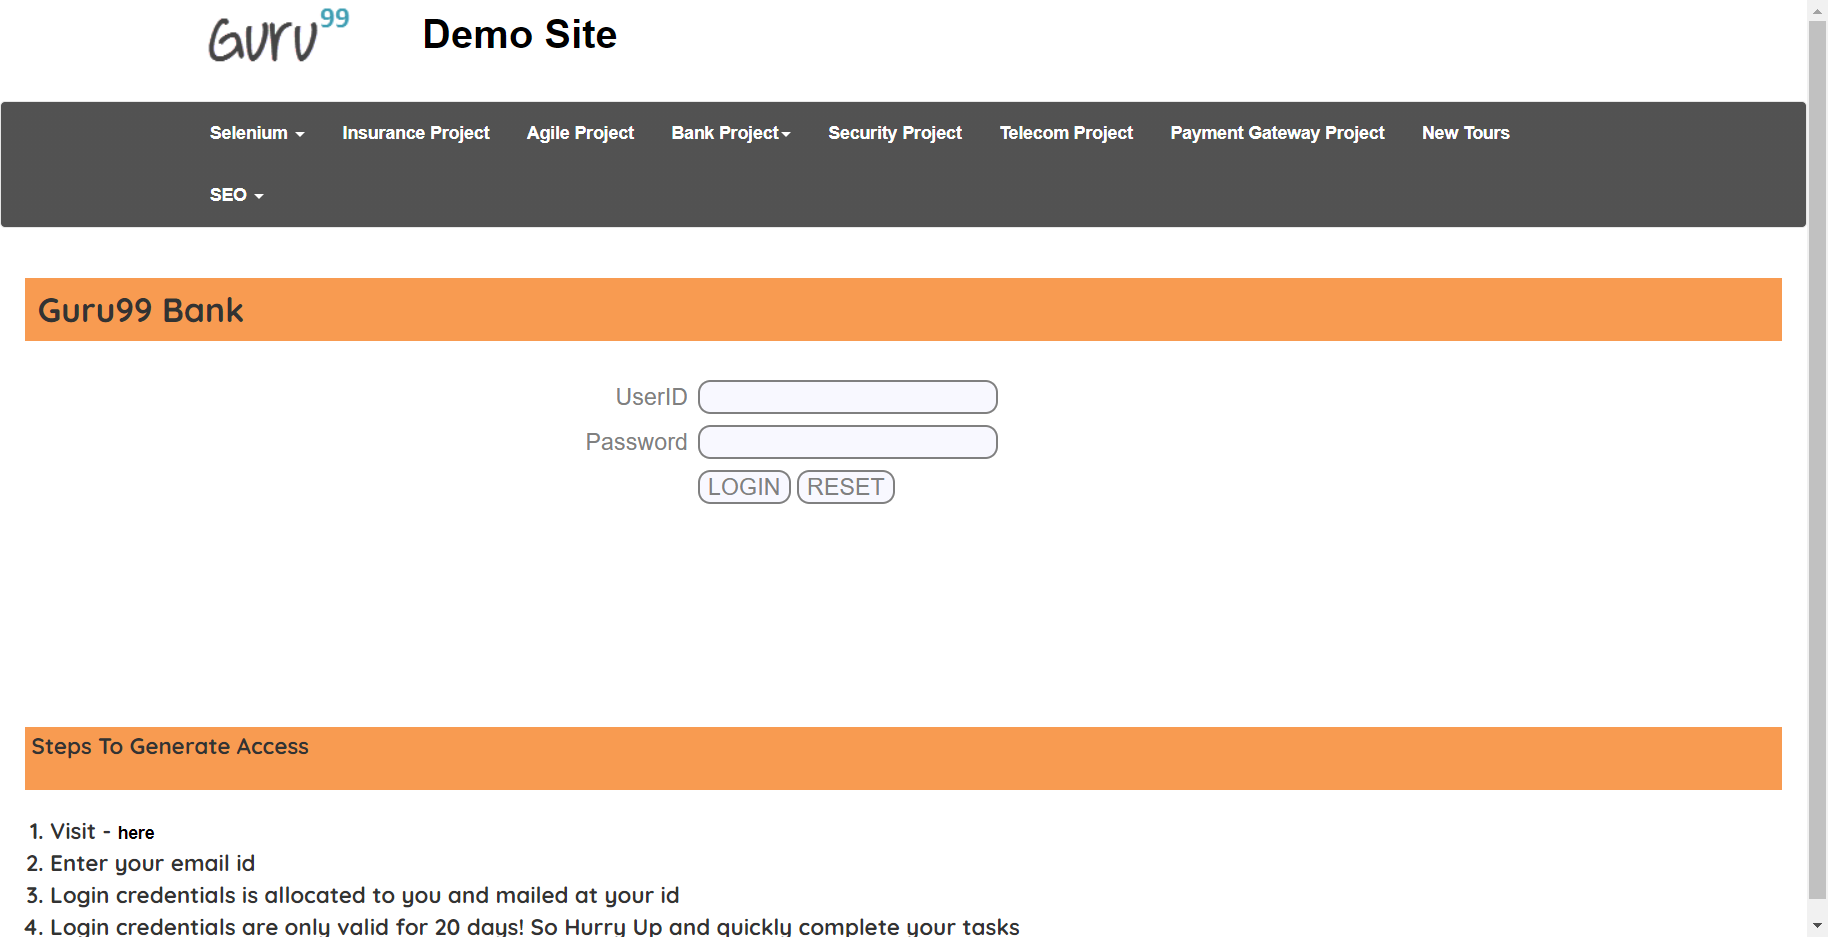 Guru99 Demo Site
Selenium Insurance Project Agile Project Bank Project Security Project Telecom Project Payment Gateway Project New Tours
SEO
Guru99 Bank
UserID
Password
LOGIN RESET
Steps To Generate Access
1. Visit - here
2. Enter your email id
3. Login credentials is allocated to you and mailed at your id
4. Login credentials are only valid for 20 days! So Hurry Up and quickly complete your tasks